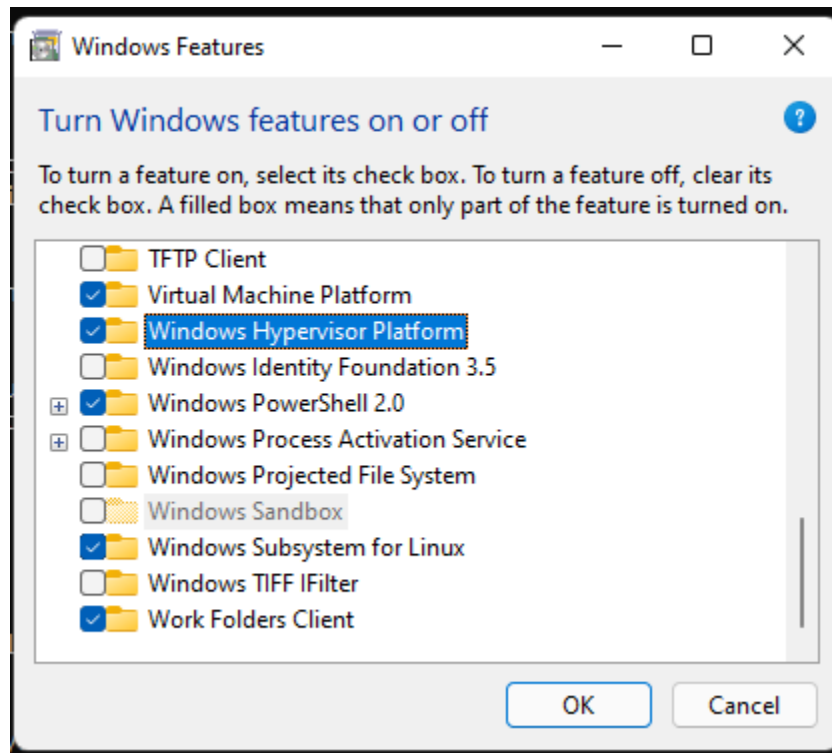 Windows Features
Turn Windows features on or off
To turn a feature on, select its check box. To turn a feature off, clear its
check box. A filled box means that only part of the feature is turned on.
TFTP Client
Virtual Machine Platform
Windows Hypervisor Platform
Windows Identity Foundation 3.5
Windows PowerShell 2.0
Windows Process Activation Service
Windows Projected File System
Windows Sandbox
Windows Subsystem for Linux
Windows TIFF IFilter
Work Folders Client
OK Cancel